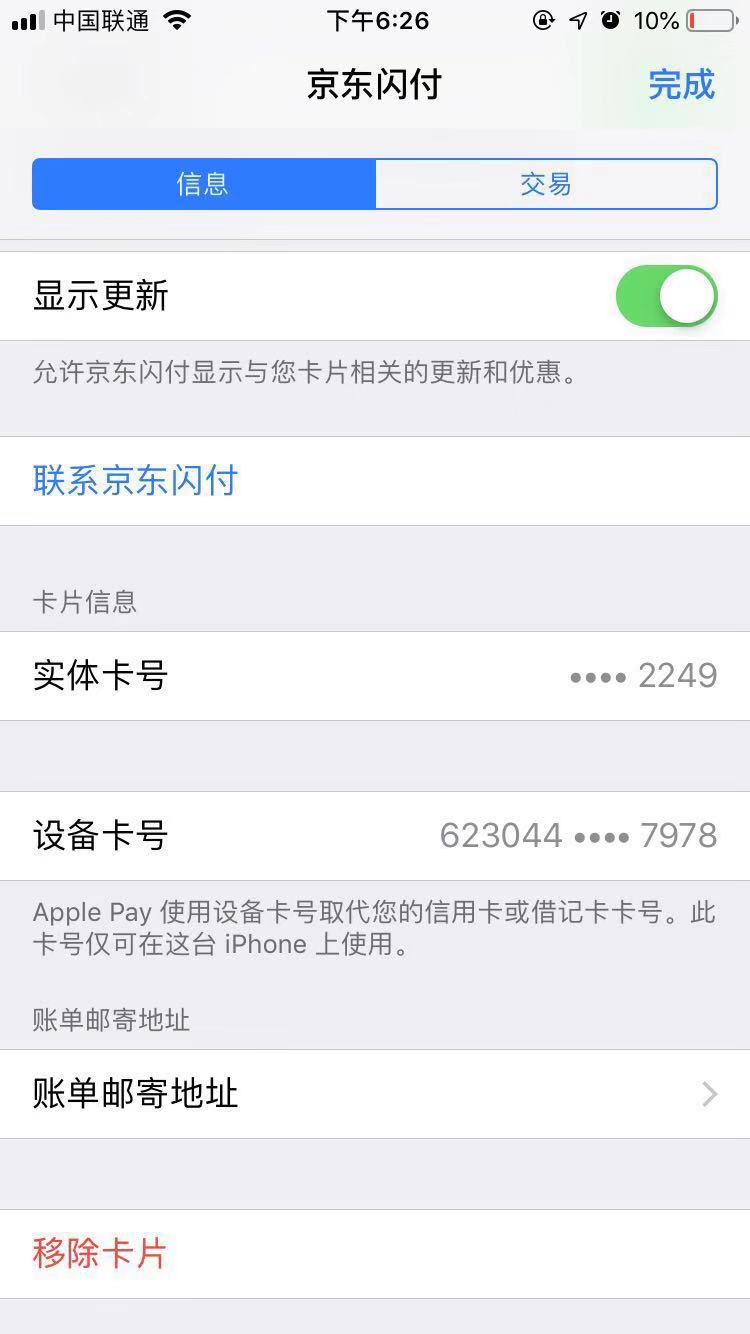 中国联通 下午6:26 10%
京东闪付 完成
信息 交易
显示更新
允许京东闪付显示与您卡片相关的更新和优惠。
联系京东闪付
卡片信息
实体卡号 •••• 2249
设备卡号 623044 •••• 7978
Apple Pay 使用设备卡号取代您的信用卡或借记卡卡号。此
卡号仅可在这台 iPhone 上使用。
账单邮寄地址
账单邮寄地址
移除卡片